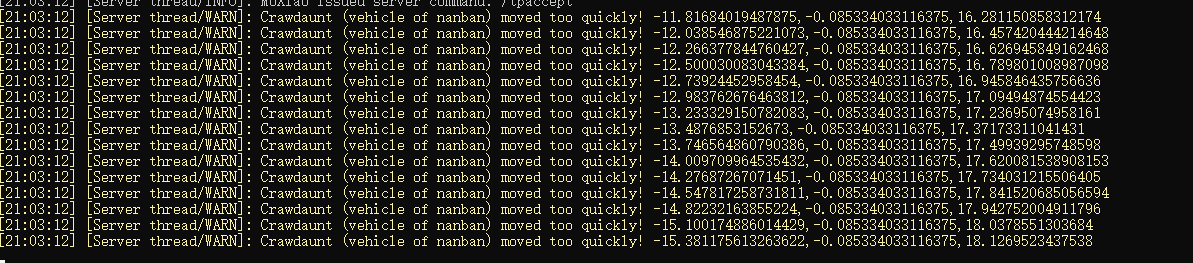 [21:03:12] [Server thread/INFO]: MoXiao issued server command: /tpaccept
[21:03:12] [Server thread/WARN]: Crawdaunt (vehicle of nanban) moved too quickly! -11.81684019487875,-0.085334033116375,16.281150858312174
[21:03:12] [Server thread/WARN]: Crawdaunt (vehicle of nanban) moved too quickly! -12.038546875221073,-0.085334033116375,16.457420444214648
[21:03:12] [Server thread/WARN]: Crawdaunt (vehicle of nanban) moved too quickly! -12.266377844760427,-0.085334033116375,16.626945849162468
[21:03:12] [Server thread/WARN]: Crawdaunt (vehicle of nanban) moved too quickly! -12.500030083043384,-0.085334033116375,16.789801008987098
[21:03:12] [Server thread/WARN]: Crawdaunt (vehicle of nanban) moved too quickly! -12.73924452958454,-0.085334033116375,16.945846435756636
[21:03:12] [Server thread/WARN]: Crawdaunt (vehicle of nanban) moved too quickly! -12.983762676463812,-0.085334033116375,17.09494874554423
[21:03:12] [Server thread/WARN]: Crawdaunt (vehicle of nanban) moved too quickly! -13.233329150782083,-0.085334033116375,17.23695074958161
[21:03:12] [Server thread/WARN]: Crawdaunt (vehicle of nanban) moved too quickly! -13.4876853152673,-0.085334033116375,17.37173311041431
[21:03:12] [Server thread/WARN]: Crawdaunt (vehicle of nanban) moved too quickly! -13.746564860790386,-0.085334033116375,17.49939295748598
[21:03:12] [Server thread/WARN]: Crawdaunt (vehicle of nanban) moved too quickly! -14.009709964535432,-0.085334033116375,17.620081538908153
[21:03:12] [Server thread/WARN]: Crawdaunt (vehicle of nanban) moved too quickly! -14.27687267071451,-0.085334033116375,17.734031215506405
[21:03:12] [Server thread/WARN]: Crawdaunt (vehicle of nanban) moved too quickly! -14.547817258731811,-0.085334033116375,17.841520685056594
[21:03:12] [Server thread/WARN]: Crawdaunt (vehicle of nanban) moved too quickly! -14.82232163855224,-0.085334033116375,17.942752004911796
[21:03:12] [Server thread/WARN]: Crawdaunt (vehicle of nanban) moved too quickly! -15.100174886014429,-0.085334033116375,18.0378551303684
[21:03:12] [Server thread/WARN]: Crawdaunt (vehicle of nanban) moved too quickly! -15.381175613263622,-0.085334033116375,18.1269523437538